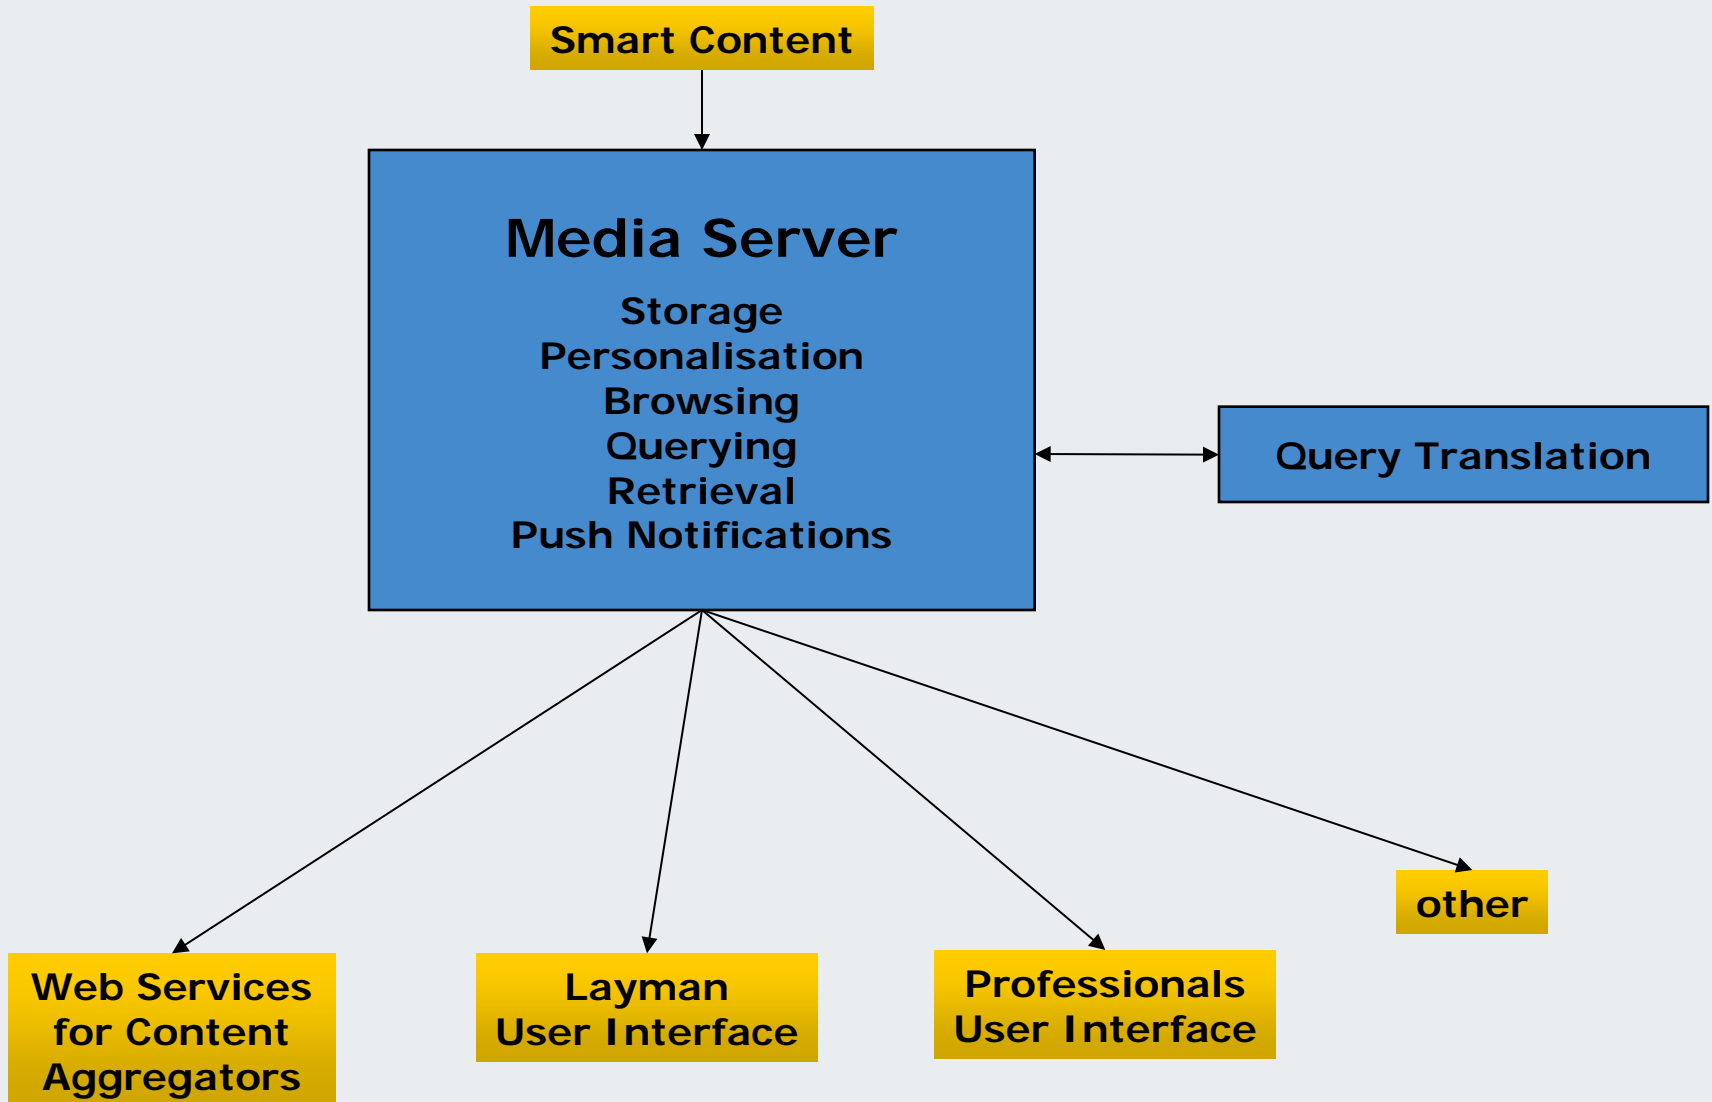 Smart Content
Media Server
Storage
Personalisation
Browsing
Querying
Retrieval
Push Notifications
Query Translation
other
Web Services
for Content
Aggregators
Layman
User Interface
Professionals
User Interface